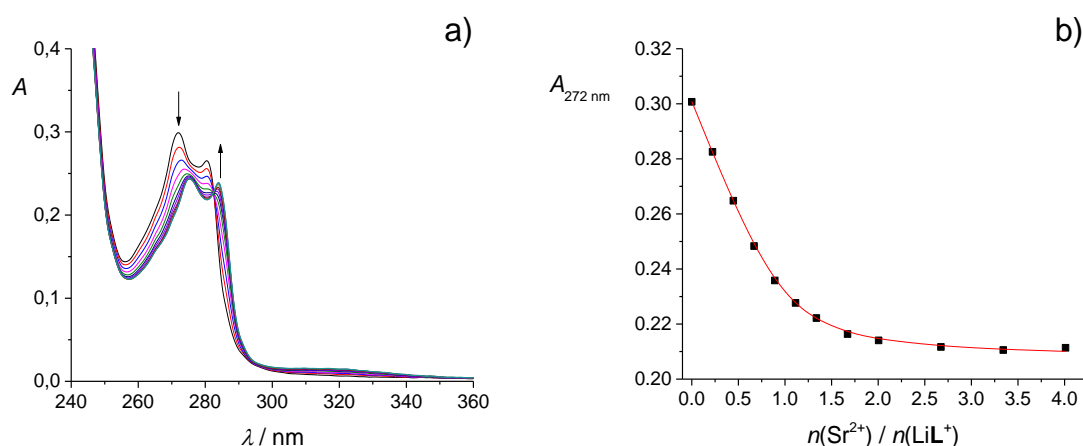 a)
0,4
A
0,3
0,2
0,1
0,0
240 260 280 300 320 340 360
λ / nm
b)
0.32
A272 nm
0.30
0.28
0.26
0.24
0.22
0.20
0.0 0.5 1.0 1.5 2.0 2.5 3.0 3.5 4.0
n(Sr²⁺) / n(LiL⁺)